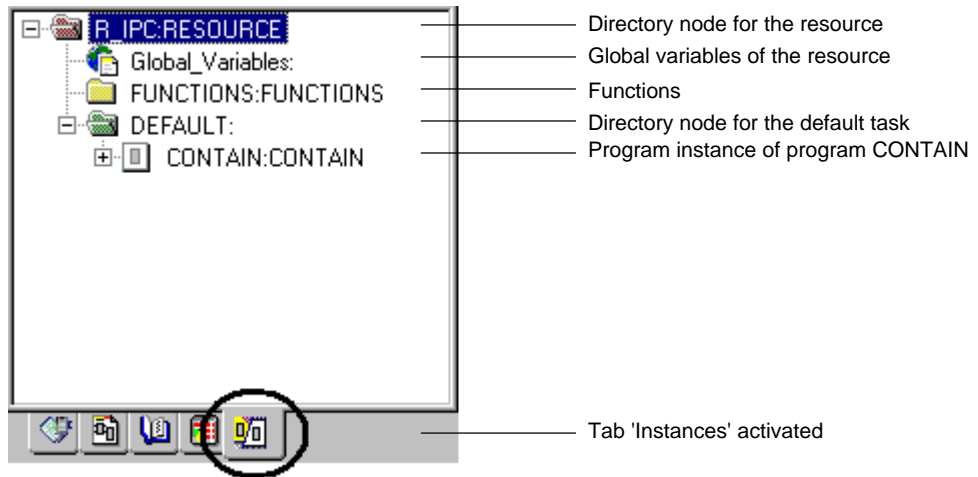 R_IPC:RESOURCE
Directory node for the resource
Global_Variables:
Global variables of the resource
FUNCTIONS:FUNCTIONS
Functions
DEFAULT:
Directory node for the default task
CONTAIN:CONTAIN
Program instance of program CONTAIN
Tab 'Instances' activated